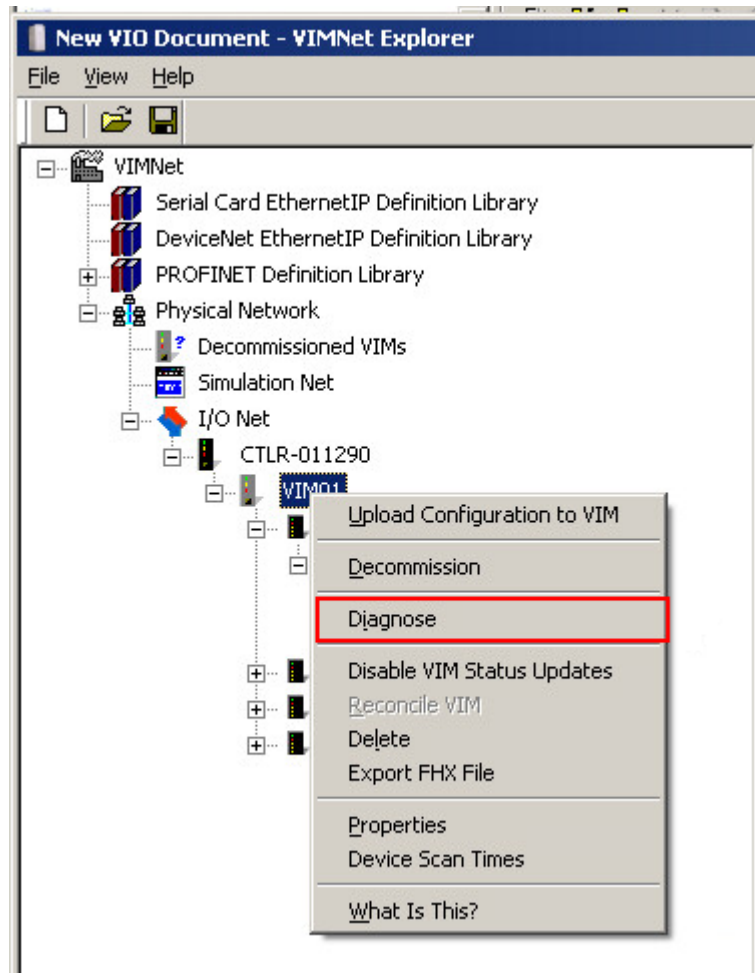 New VIO Document - VIMNet Explorer
File View Help
VIMNet
Serial Card EthernetIP Definition Library
DeviceNet EthernetIP Definition Library
PROFINET Definition Library
Physical Network
Decommissioned VIMs
Simulation Net
I/O Net
CTLR-011290
VIM01
Upload Configuration to VIM
Decommission
Diagnose
Disable VIM Status Updates
Reconcile VIM
Delete
Export FHX File
Properties
Device Scan Times
What Is This?